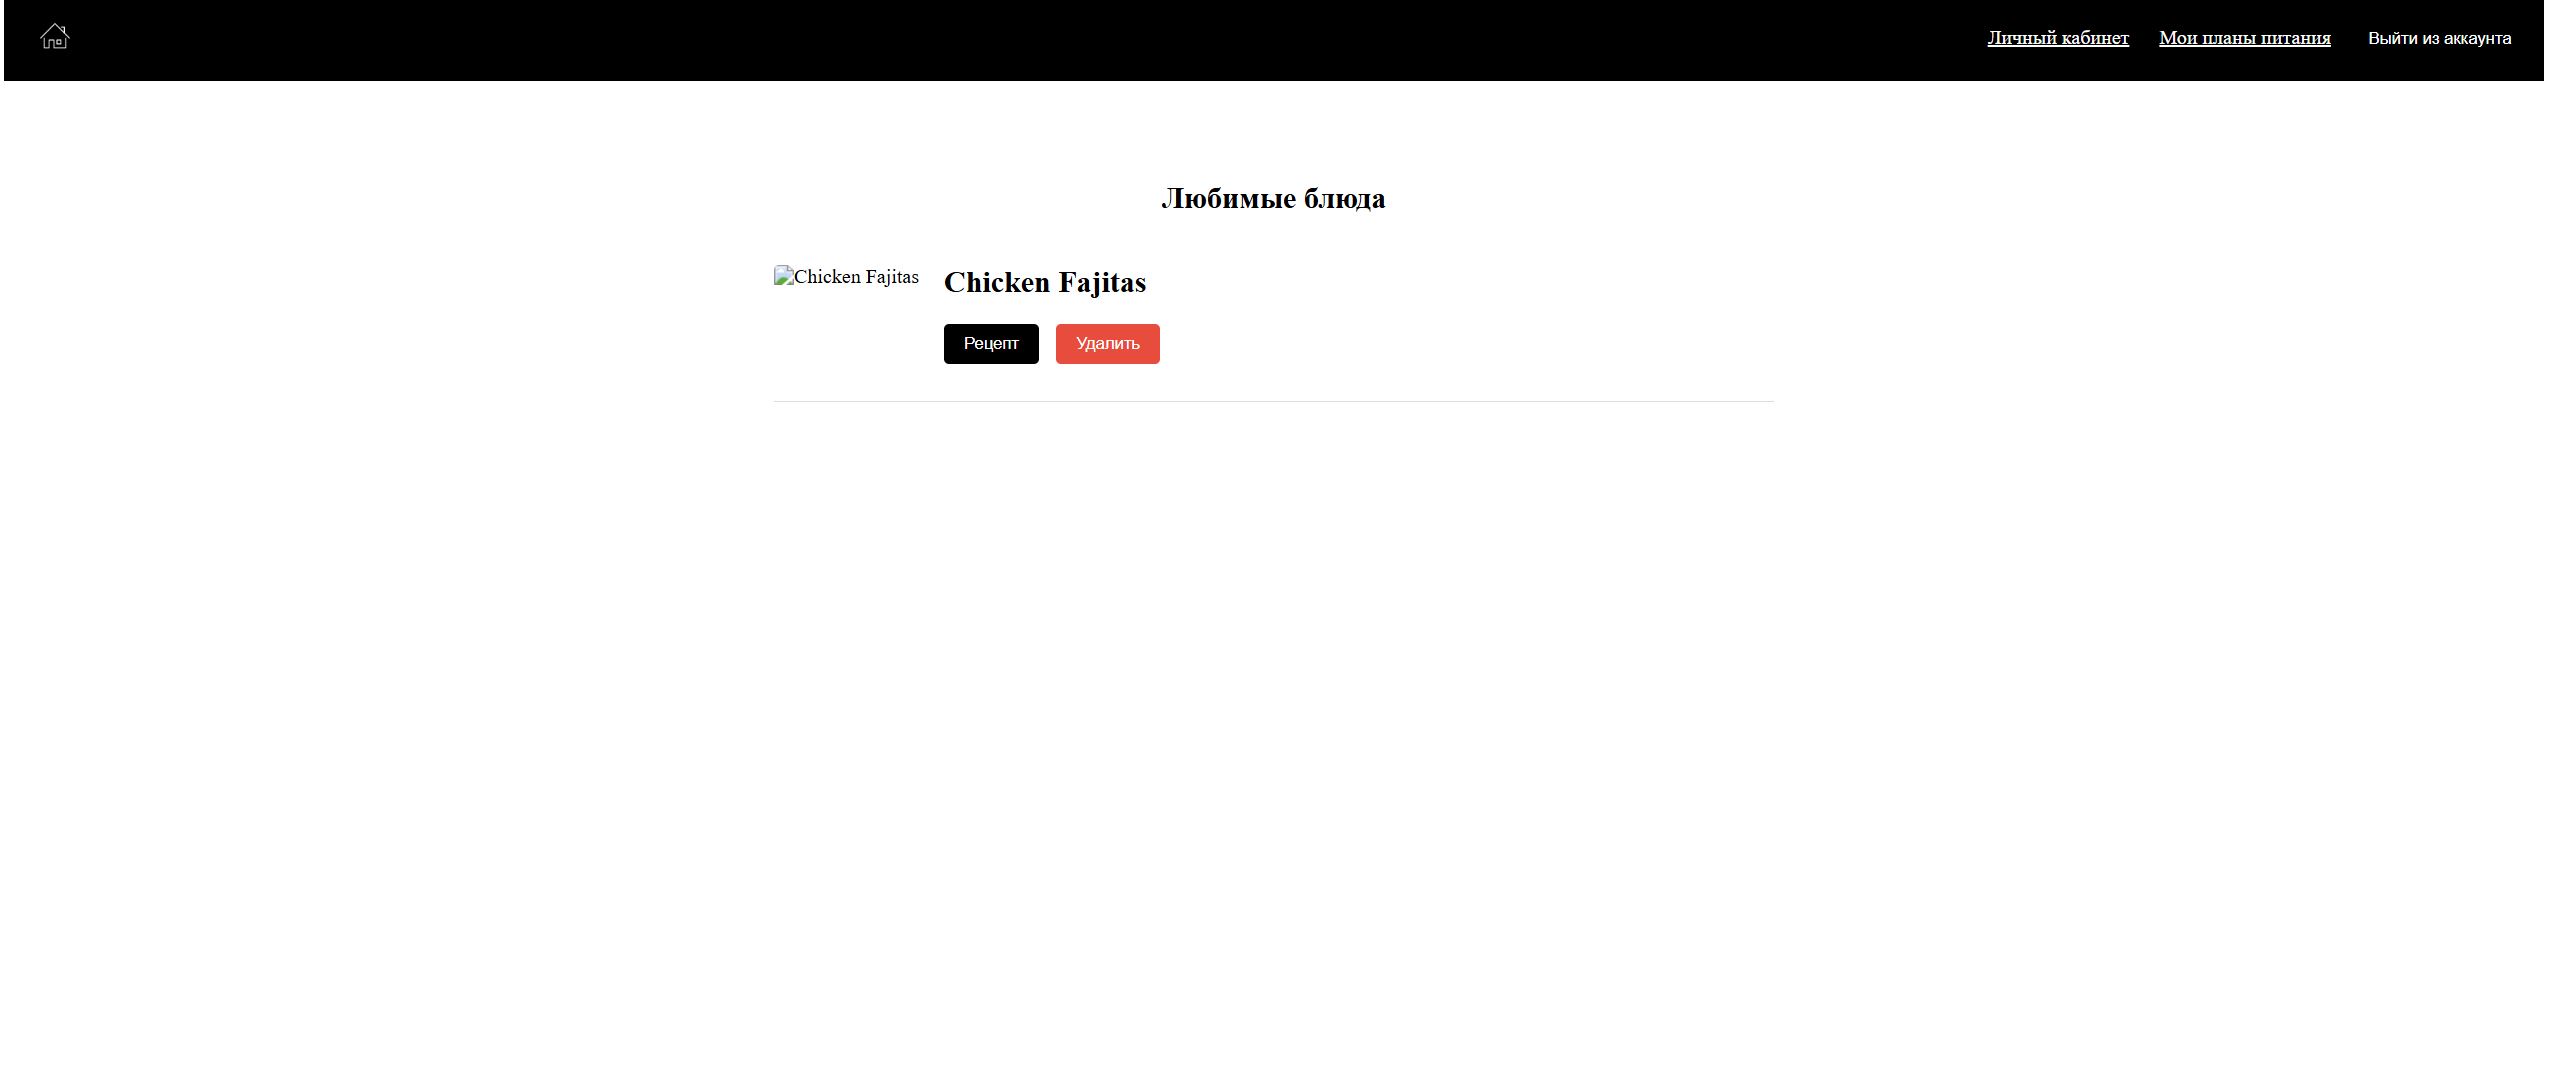 Личный кабинет Мои планы питания Выйти из аккаунта
Любимые блюда
Chicken Fajitas Chicken Fajitas
Рецепт Удалить